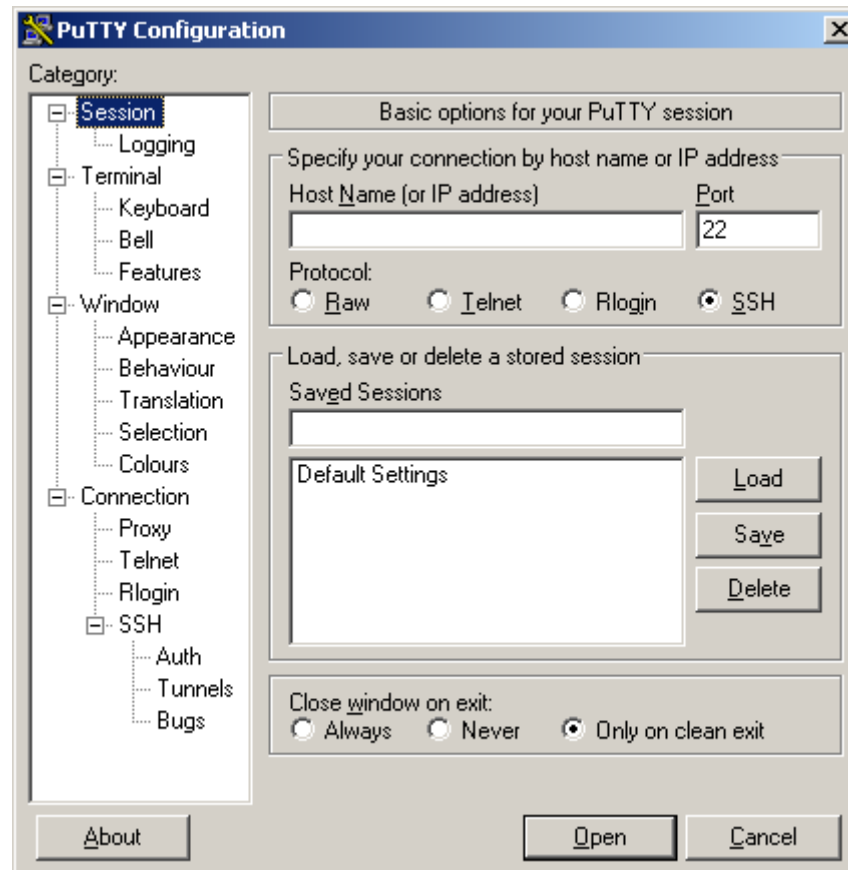 PuTTY Configuration
Category:
Session
Logging
Terminal
Keyboard
Bell
Features
Window
Appearance
Behaviour
Translation
Selection
Colours
Connection
Proxy
Telnet
Rlogin
SSH
Auth
Tunnels
Bugs
Basic options for your PuTTY session
Specify your connection by host name or IP address
Host Name (or IP address) Port
22
Protocol:
Raw Telnet Rlogin SSH
Load, save or delete a stored session
Saved Sessions
Default Settings
Load
Save
Delete
Close window on exit:
Always Never Only on clean exit
About Open Cancel